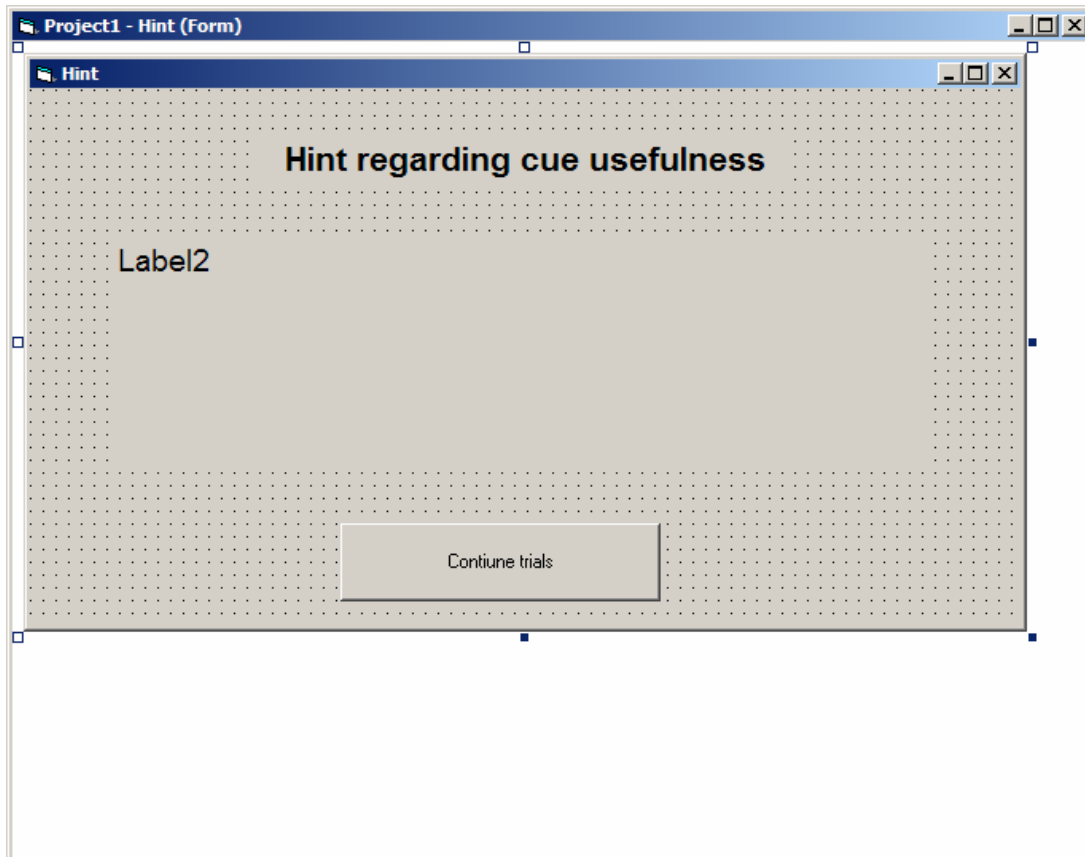 Project1 - Hint (Form)
Hint
Hint regarding cue usefulness
Label2
Contiune trials